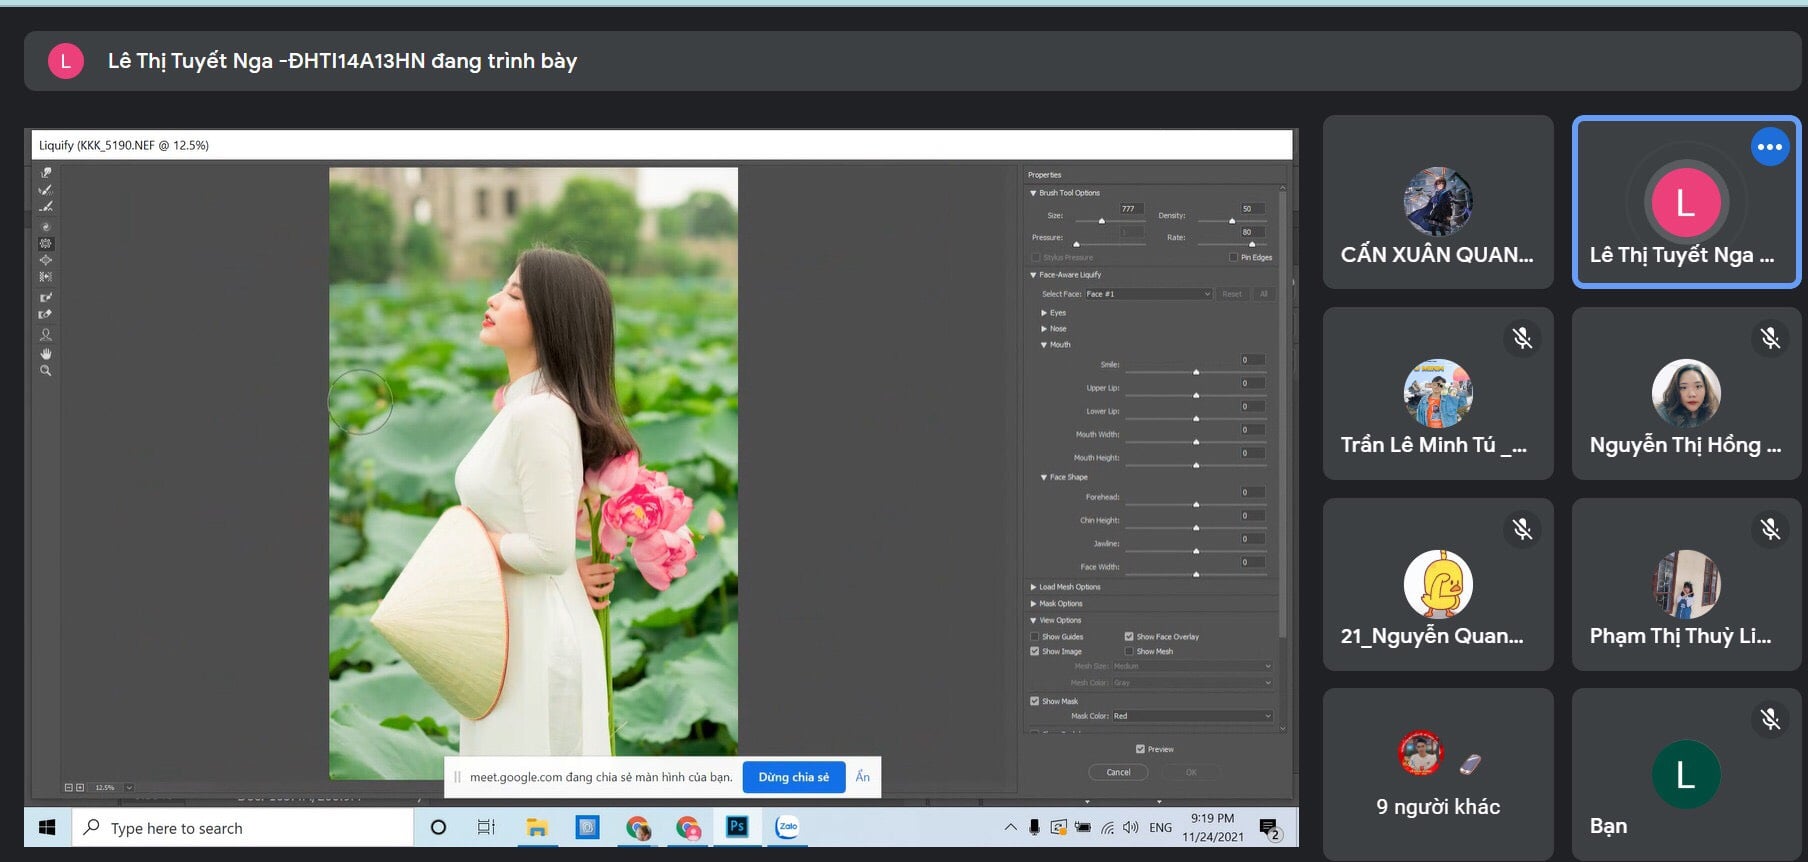 L
Lê Thị Tuyết Nga -ĐHTI14A13HN đang trình bày
Liquify (KKK_5190.NEF @ 12.5%)
Properties
Brush Tool Options
Size: 777 Density: 50
Pressure: Rate: 80
Stylus Pressure Pin Edges
Face-Aware Liquify
Select Face: Face #1 Reset All
Eyes
Nose
Mouth
Smile: 0
Upper Lip: 0
Lower Lip: 0
Mouth Width: 0
Mouth Height: 0
Face Shape
Forehead: 0
Chin Height: 0
Jawline: 0
Face Width: 0
Load Mesh Options
Mask Options
View Options
Show Guides Show Face Overlay
Show Image Show Mesh
Mesh Size: Medium
Mesh Color: Gray
Show Mask
Mask Color: Red
Preview
Cancel OK
12.5%
meet.google.com đang chia sẻ màn hình của bạn. Dừng chia sẻ Ẩn
Type here to search
Ps
Zalo
ENG
9:19 PM
11/24/2021
2
CẤN XUÂN QUAN...
L
Lê Thị Tuyết Nga ...
Trần Lê Minh Tú _...
Nguyễn Thị Hồng ...
21_Nguyễn Quan...
Phạm Thị Thuỳ Li...
9 người khác
L
Bạn